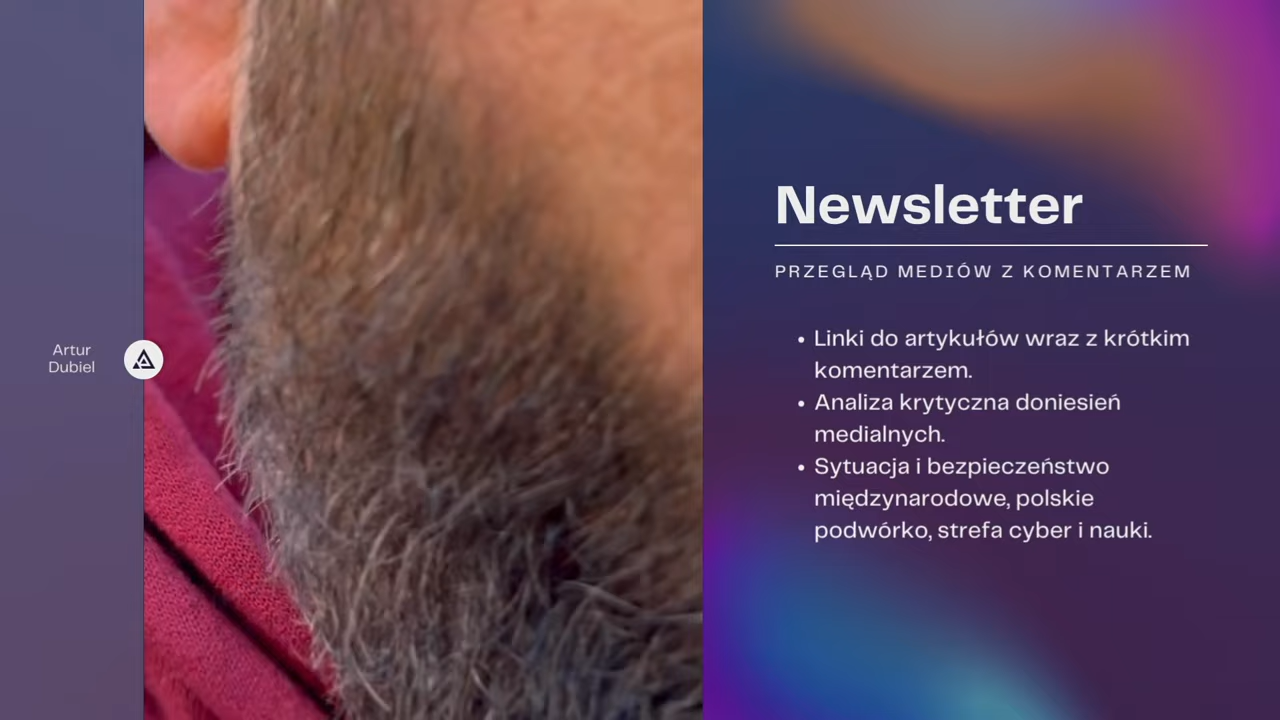 Artur
Dubiel
Newsletter
PRZEGLĄD MEDIÓW Z KOMENTARZEM
• Linki do artykułów wraz z krótkim
komentarzem.
• Analiza krytyczna doniesień
medialnych.
• Sytuacja i bezpieczeństwo
międzynarodowe, polskie
podwórko, strefa cyber i nauki.